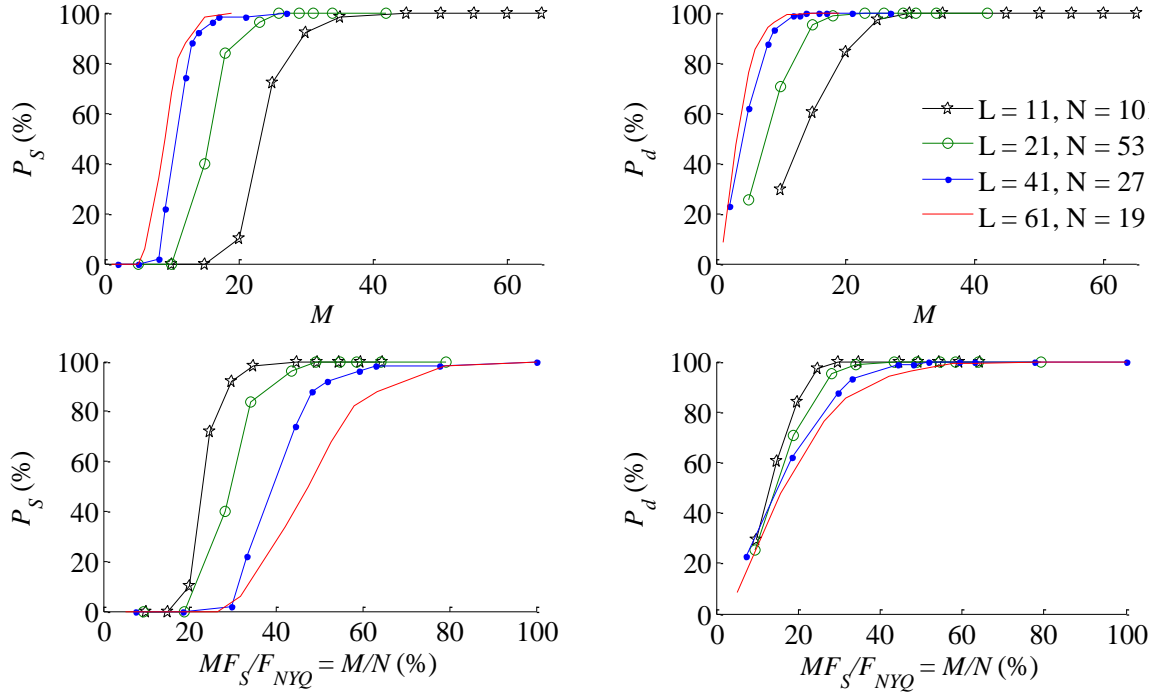 100
80
60
40
20
0
P_S (%)
0 20 40 60
M
100
80
60
40
20
0
P_d (%)
0 20 40 60
M
L = 11, N = 101
L = 21, N = 53
L = 41, N = 27
L = 61, N = 19
100
80
60
40
20
0
P_S (%)
0 20 40 60 80 100
MF_S/F_NYQ = M/N (%)
100
80
60
40
20
0
P_d (%)
0 20 40 60 80 100
MF_S/F_NYQ = M/N (%)